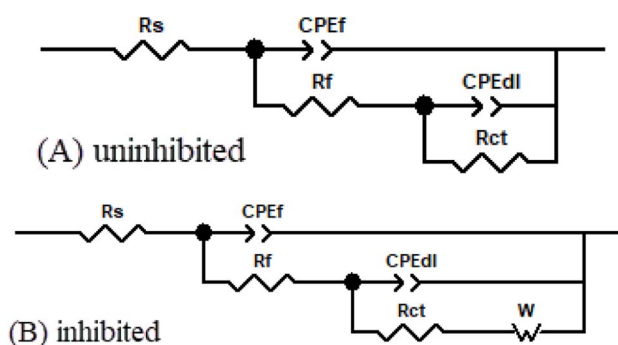 Rs
CPEf
Rf
CPEdl
Rct
(A) uninhibited
Rs
CPEf
Rf
CPEdl
Rct
W
(B) inhibited